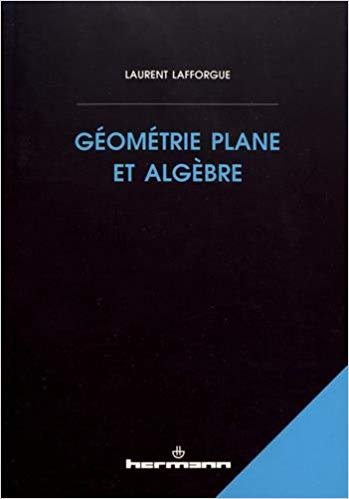 LAURENT LAFFORGUE
GÉOMÉTRIE PLANE
ET ALGÈBRE
hermann